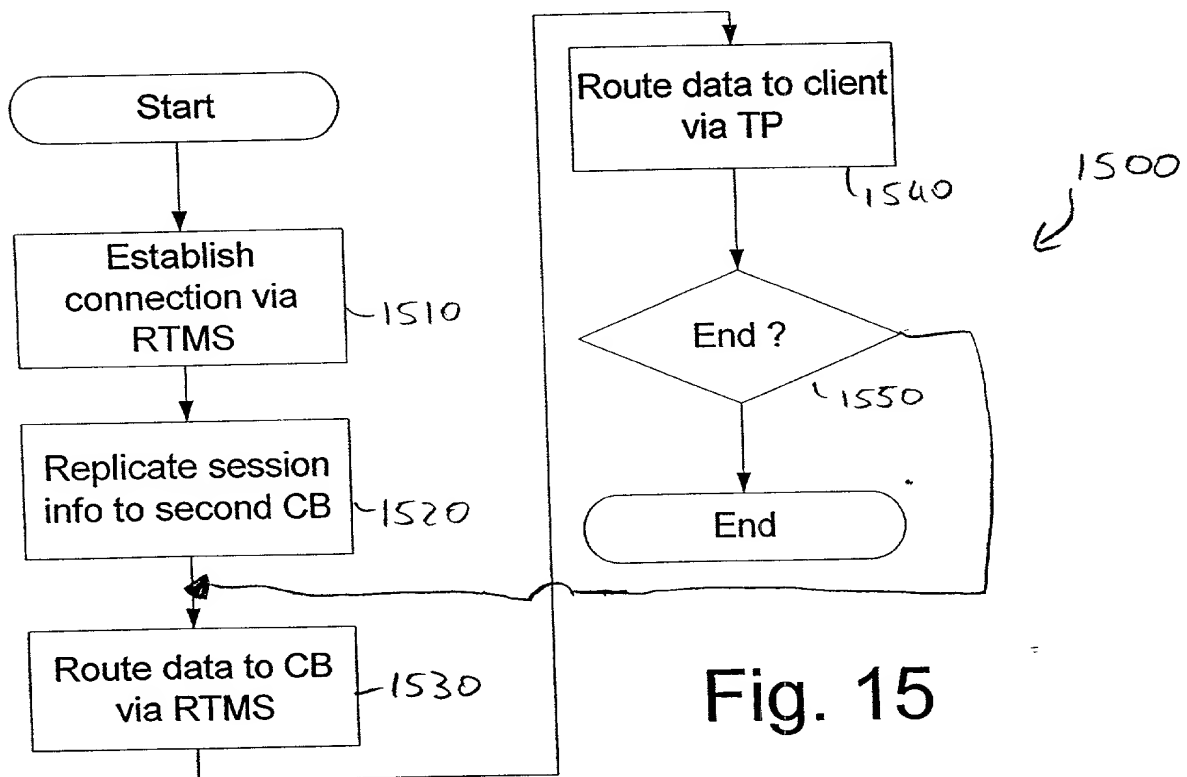 Start
Establish
connection via
RTMS
1510
Replicate session
info to second CB
1520
Route data to CB
via RTMS
1530
Route data to client
via TP
1540
End ?
1550
End
1500
Fig. 15